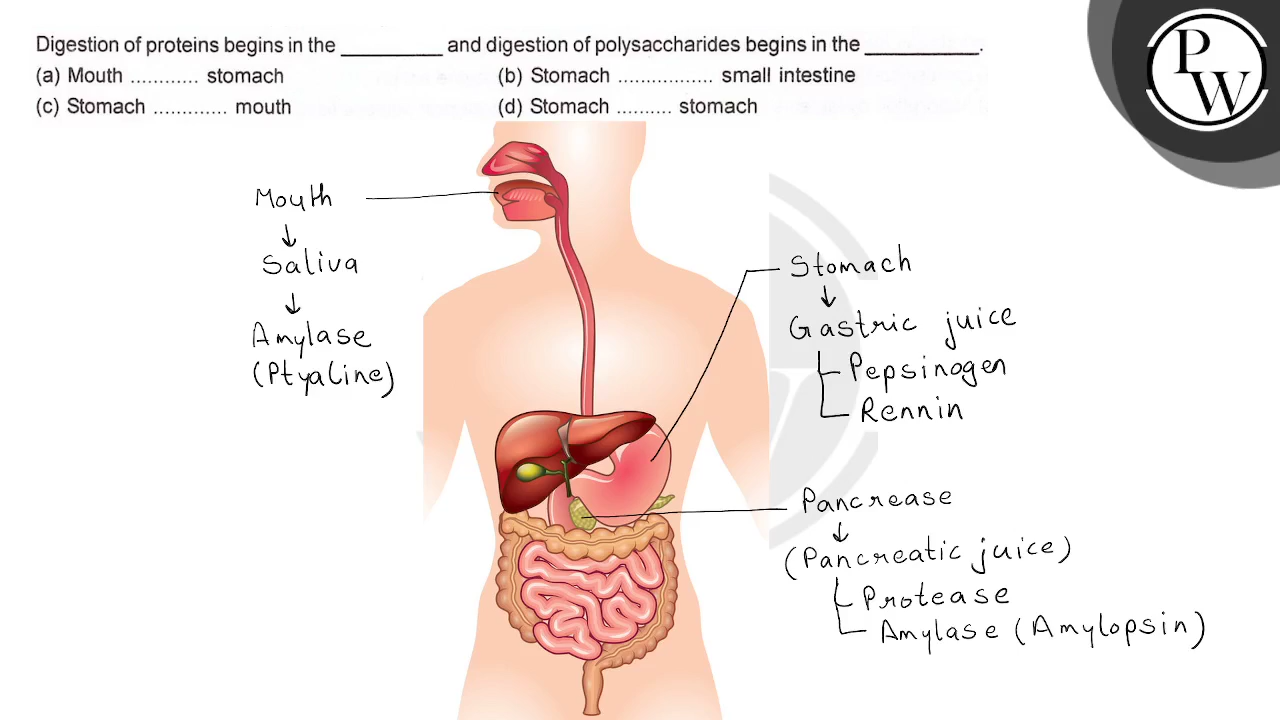 Digestion of proteins begins in the __________ and digestion of polysaccharides begins in the ___________.
(a) Mouth ........... stomach (b) Stomach ................ small intestine
(c) Stomach ............. mouth (d) Stomach ......... stomach
PW
Mouth
↓
Saliva
↓
Amylase
(Ptyaline)
Stomach
↓
Gastric juice
Pepsinogen
Rennin
Pancrease
↓
(Pancreatic juice)
Protease
Amylase (Amylopsin)